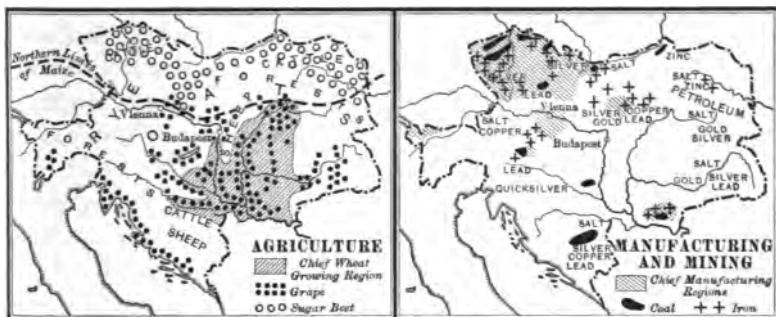 Northern Limit
of Maize
FORESTS
Vienna
Budapest
FORESTS
CATTLE
SHEEP
AGRICULTURE
Chief Wheat
Growing Region
Grape
Sugar Beet
SILVER
SALT
ZINC
SILVER
LEAD
SALT
ZINC
PETROLEUM
Vienna
SALT
COPPER
SILVER
GOLD
COPPER
LEAD
SALT
GOLD
SILVER
Budapest
LEAD
SALT
GOLD
SILVER
LEAD
QUICKSILVER
SALT
SILVER
COPPER
LEAD
MANUFACTURING
AND MINING
Chief Manufacturing
Regions
Coal
Iron